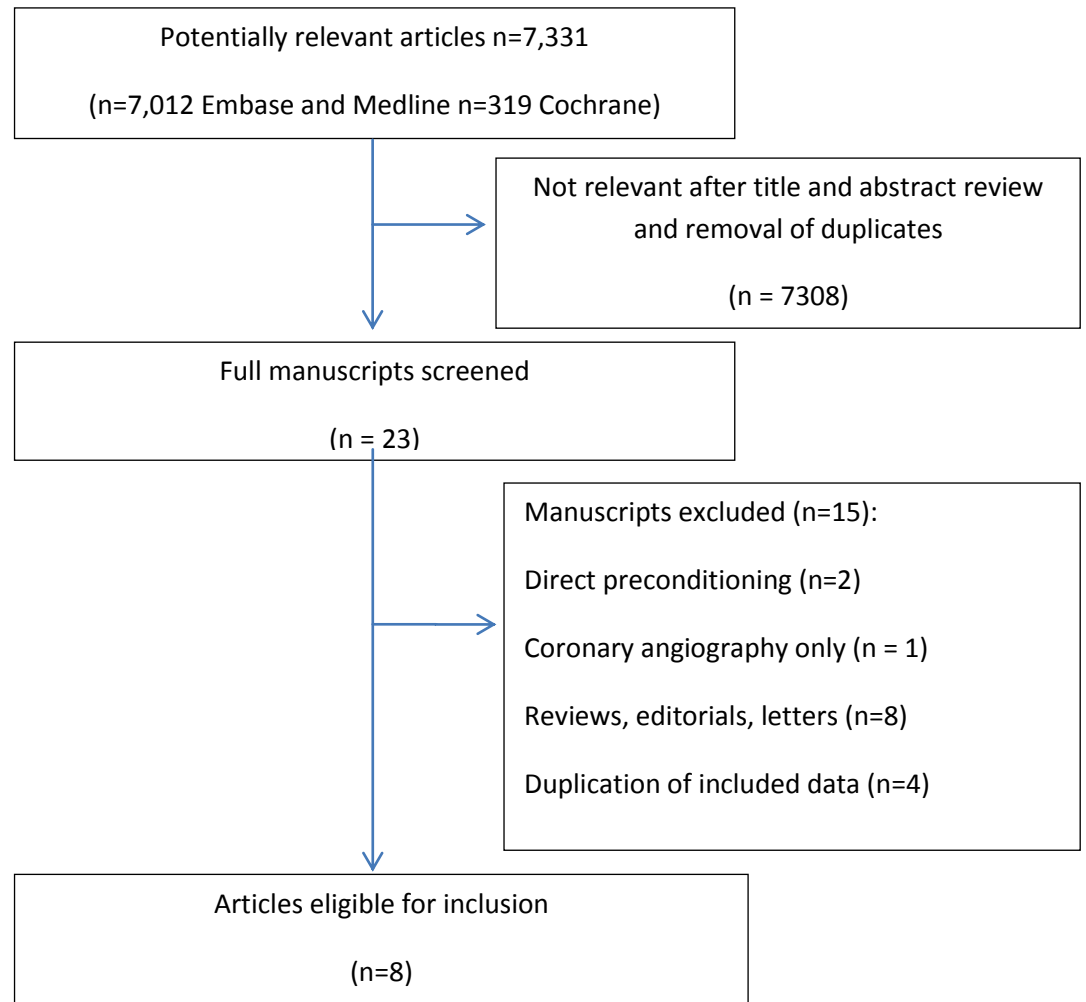 Potentially relevant articles n=7,331
(n=7,012 Embase and Medline n=319 Cochrane)
Not relevant after title and abstract review
and removal of duplicates
(n = 7308)
Full manuscripts screened
(n = 23)
Manuscripts excluded (n=15):
Direct preconditioning (n=2)
Coronary angiography only (n = 1)
Reviews, editorials, letters (n=8)
Duplication of included data (n=4)
Articles eligible for inclusion
(n=8)